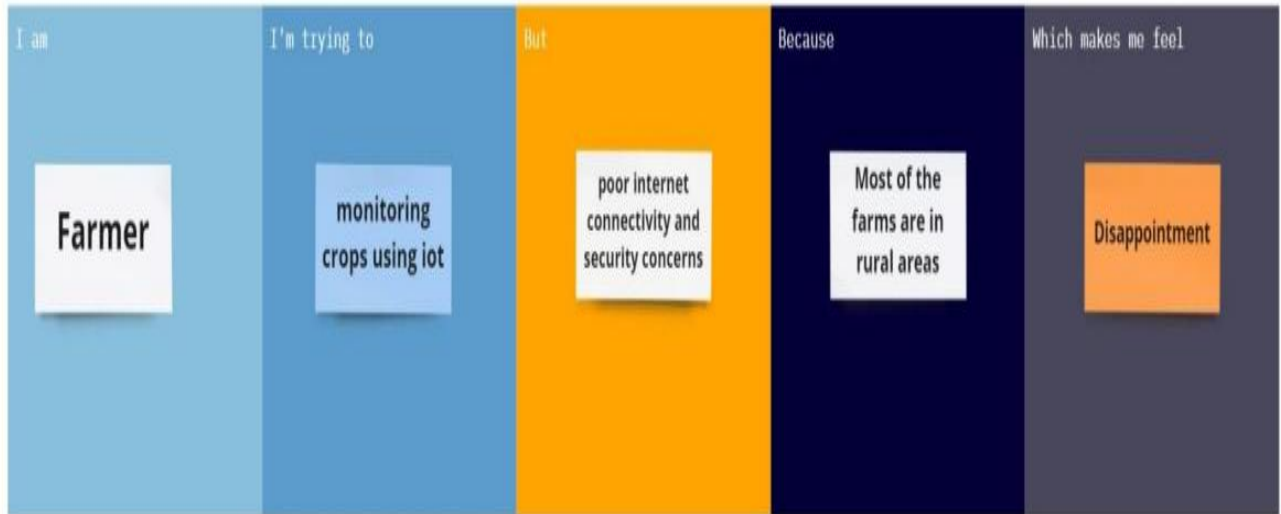 I am
Farmer
I'm trying to
monitoring
crops using iot
But
poor internet
connectivity and
security concerns
Because
Most of the
farms are in
rural areas
Which makes me feel
Disappointment